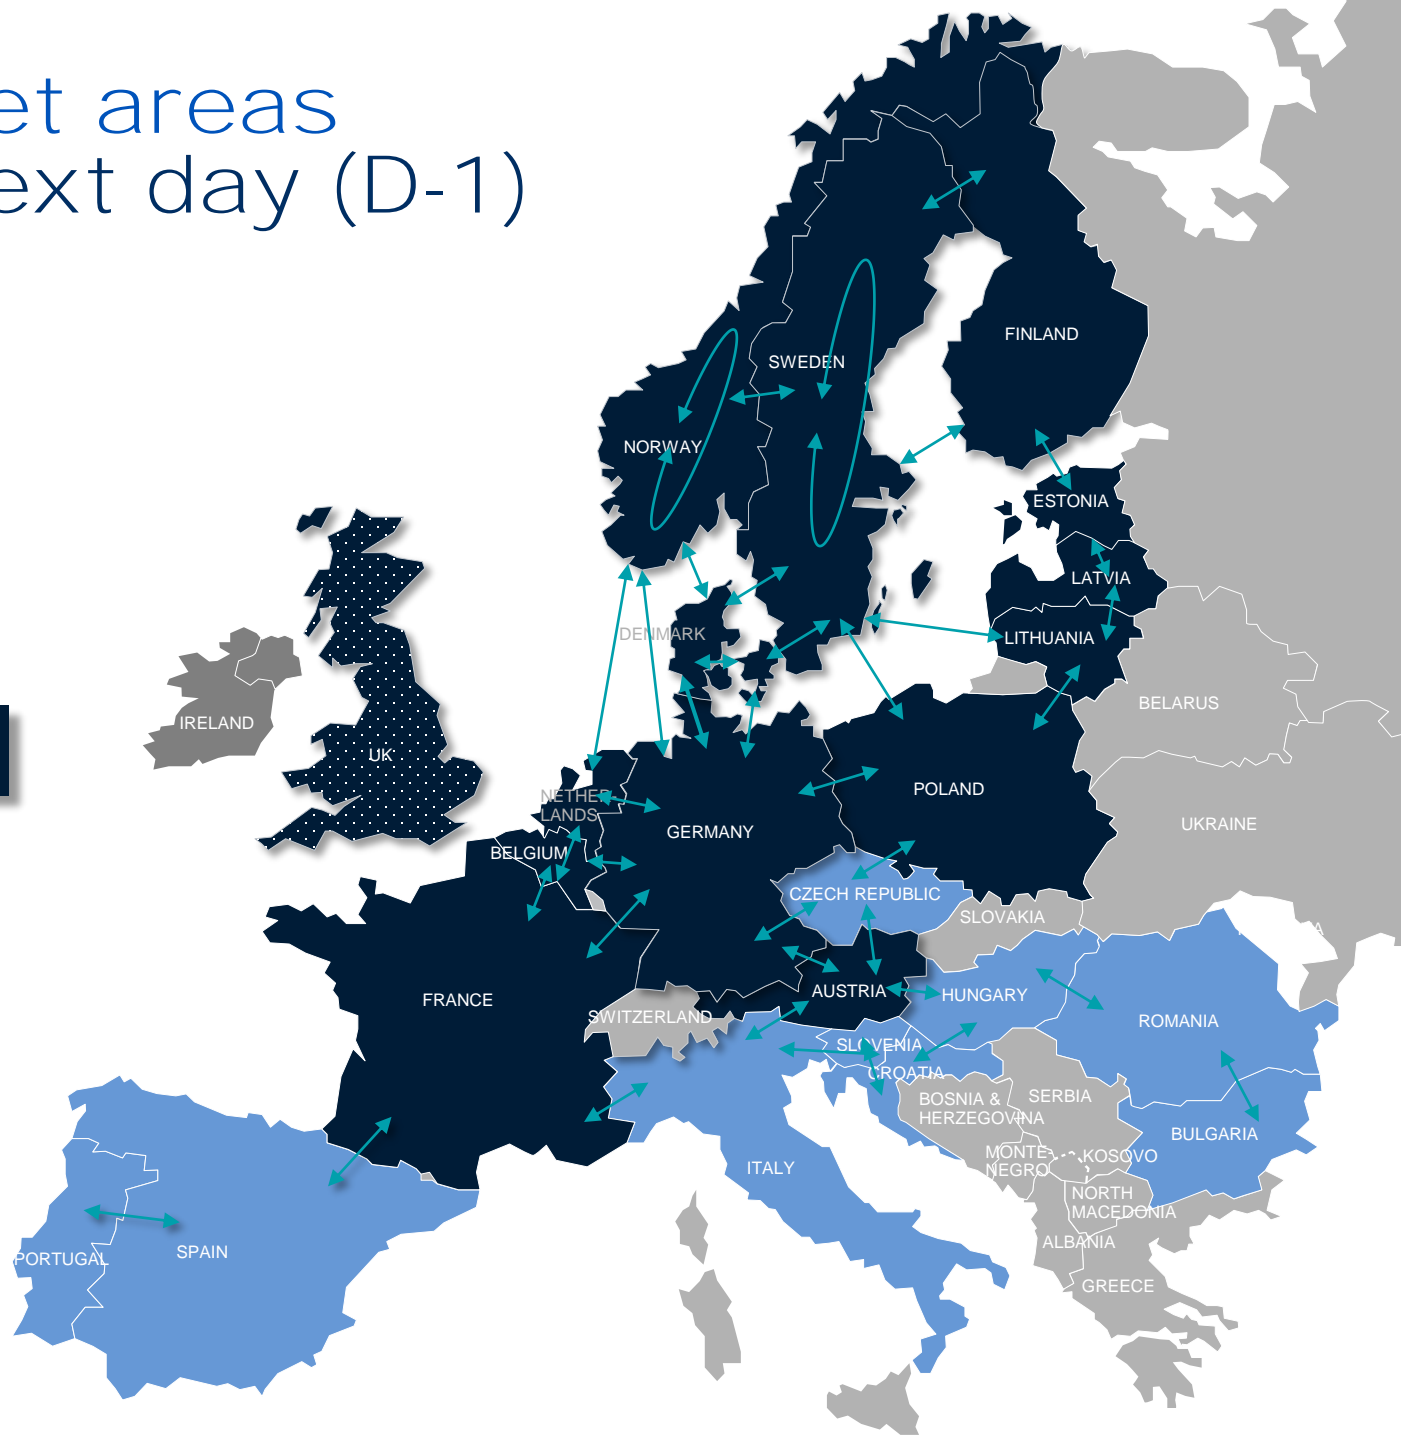 et areas
ext day (D-1)
FINLAND
SWEDEN
NORWAY
ESTONIA
LATVIA
DENMARK
LITHUANIA
BELARUS
IRELAND
UK
POLAND
NETHER-
LANDS
UKRAINE
GERMANY
BELGIUM
CZECH REPUBLIC
SLOVAKIA
AUSTRIA
HUNGARY
FRANCE
SWITZERLAND
ROMANIA
SLOVENIA
CROATIA
SERBIA
BOSNIA &
HERZEGOVINA
BULGARIA
MONTE-
NEGRO
KOSOVO
ITALY
NORTH
MACEDONIA
ALBANIA
SPAIN
PORTUGAL
GREECE